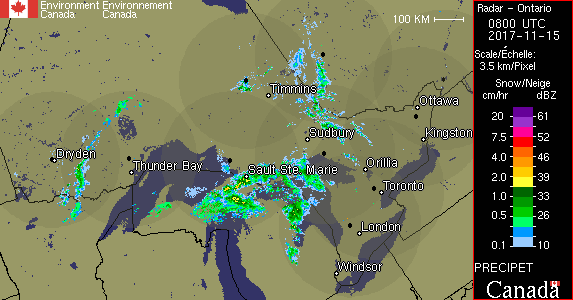 Environment Environnement
Canada Canada
100 KM
Timmins
Ottawa
Sudbury
Kingston
Dryden
Thunder Bay
Orillia
Sault Ste. Marie
Toronto
London
Windsor
Radar - Ontario
0800 UTC
2017-11-15
Scale/Échelle:
3.5 km/Pixel
Snow/Neige
cm/hr dBZ
20 61
7.5 52
4.0 46
2.0 39
1.0 33
0.5 26
0.1 10
PRECIPET
Canada